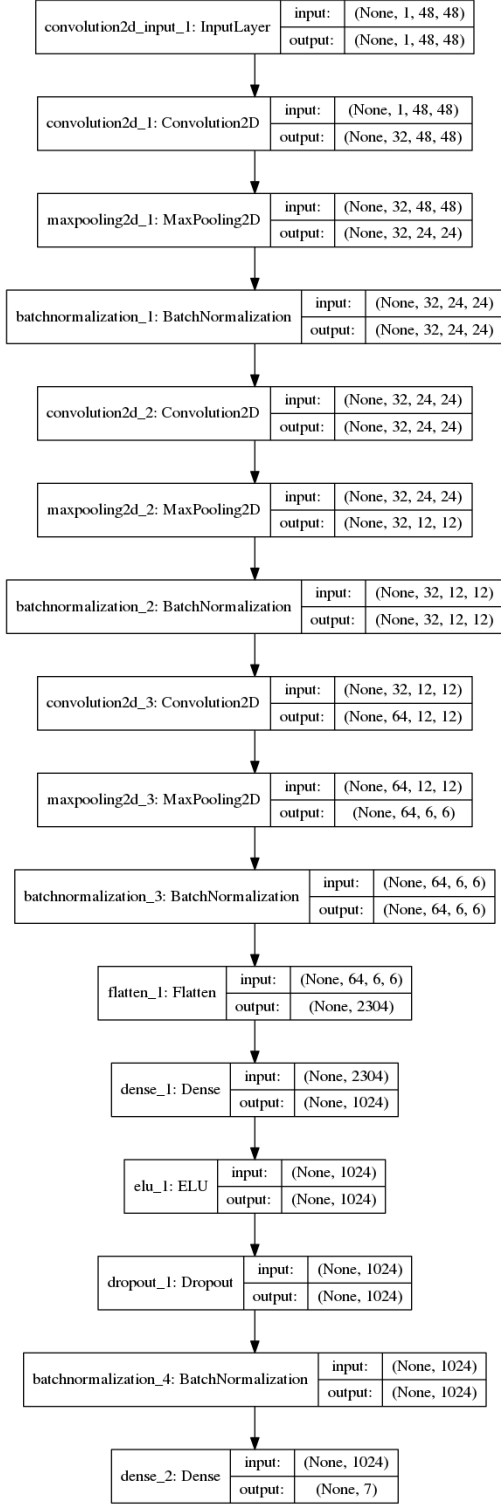 convolution2d_input_1: InputLayer
input: (None, 1, 48, 48)
output: (None, 1, 48, 48)
convolution2d_1: Convolution2D
input: (None, 1, 48, 48)
output: (None, 32, 48, 48)
maxpooling2d_1: MaxPooling2D
input: (None, 32, 48, 48)
output: (None, 32, 24, 24)
batchnormalization_1: BatchNormalization
input: (None, 32, 24, 24)
output: (None, 32, 24, 24)
convolution2d_2: Convolution2D
input: (None, 32, 24, 24)
output: (None, 32, 24, 24)
maxpooling2d_2: MaxPooling2D
input: (None, 32, 24, 24)
output: (None, 32, 12, 12)
batchnormalization_2: BatchNormalization
input: (None, 32, 12, 12)
output: (None, 32, 12, 12)
convolution2d_3: Convolution2D
input: (None, 32, 12, 12)
output: (None, 64, 12, 12)
maxpooling2d_3: MaxPooling2D
input: (None, 64, 12, 12)
output: (None, 64, 6, 6)
batchnormalization_3: BatchNormalization
input: (None, 64, 6, 6)
output: (None, 64, 6, 6)
flatten_1: Flatten
input: (None, 64, 6, 6)
output: (None, 2304)
dense_1: Dense
input: (None, 2304)
output: (None, 1024)
elu_1: ELU
input: (None, 1024)
output: (None, 1024)
dropout_1: Dropout
input: (None, 1024)
output: (None, 1024)
batchnormalization_4: BatchNormalization
input: (None, 1024)
output: (None, 1024)
dense_2: Dense
input: (None, 1024)
output: (None, 7)